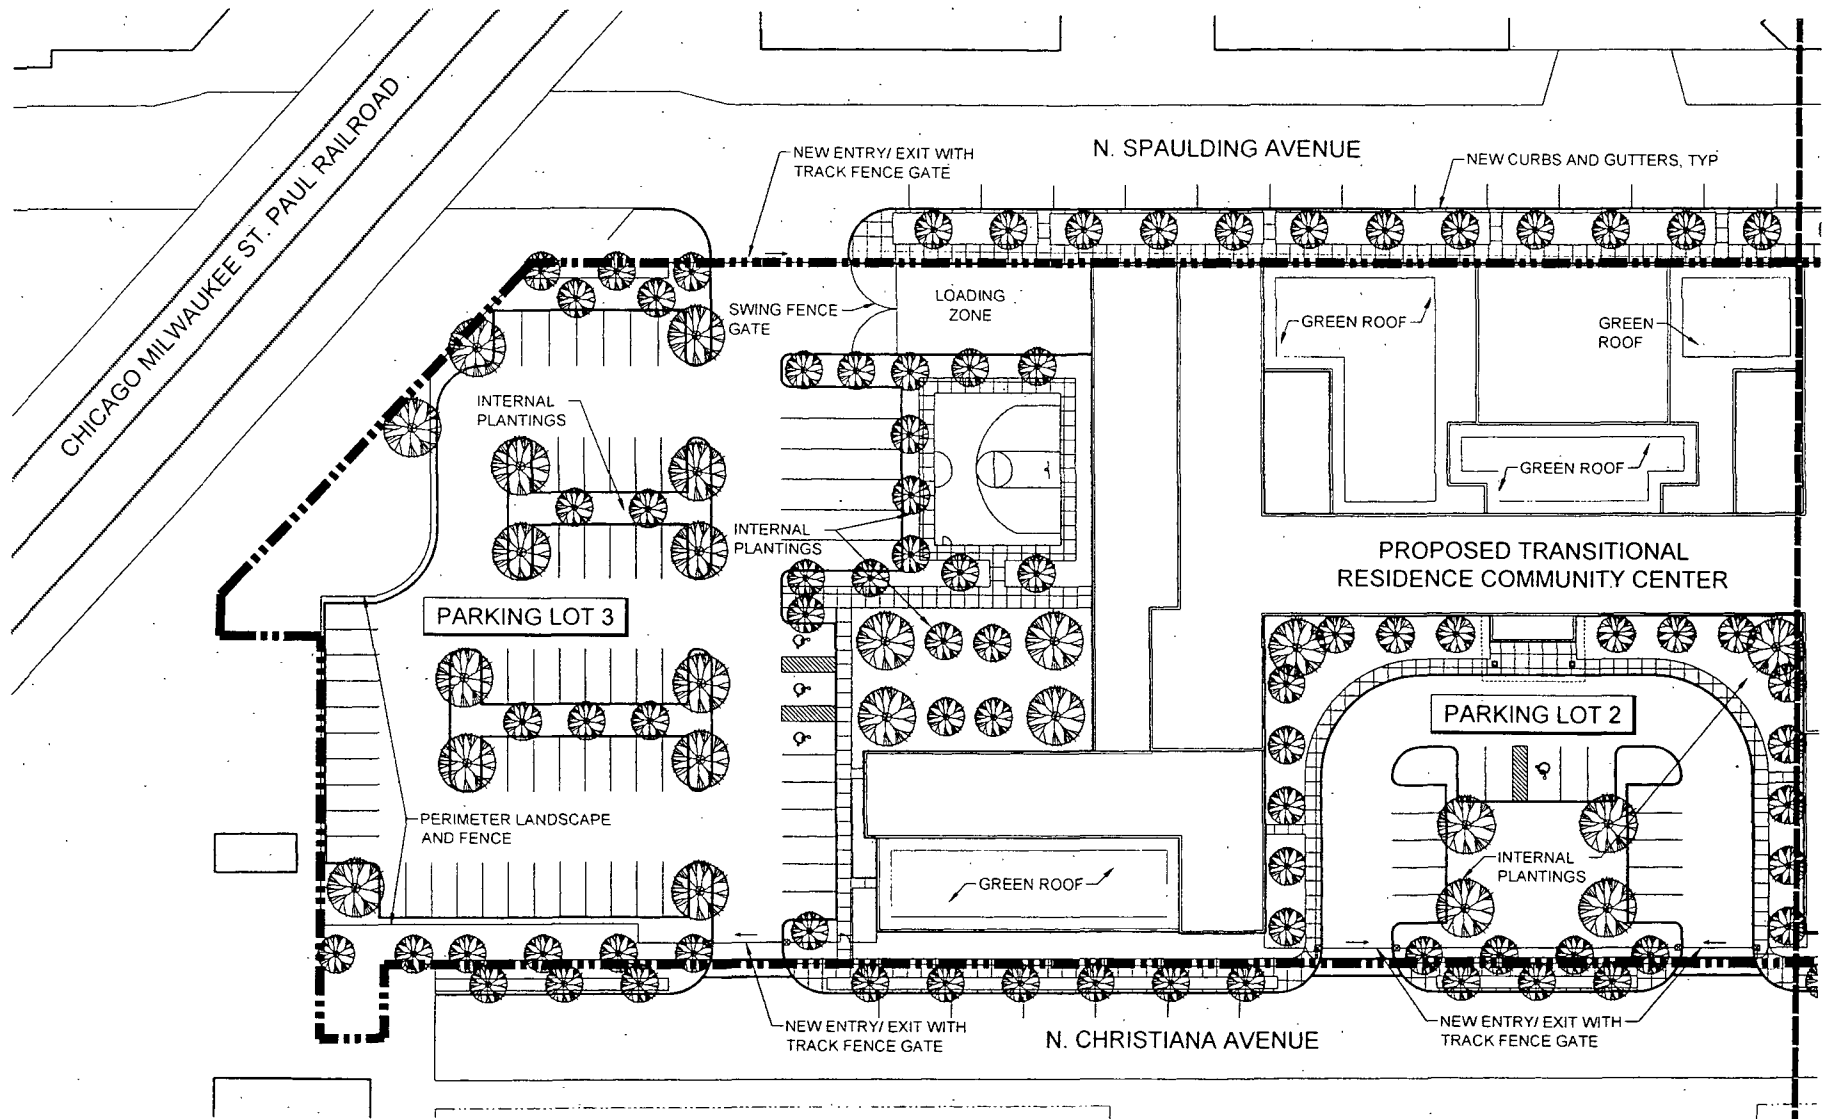 CHICAGO MILWAUKEE ST. PAUL RAILROAD
NEW ENTRY/ EXIT WITH
TRACK FENCE GATE
N. SPAULDING AVENUE
NEW CURBS AND GUTTERS, TYP
SWING FENCE
GATE
LOADING
ZONE
GREEN ROOF
GREEN
ROOF
INTERNAL
PLANTINGS
GREEN ROOF
INTERNAL
PLANTINGS
PROPOSED TRANSITIONAL
RESIDENCE COMMUNITY CENTER
PARKING LOT 3
PARKING LOT 2
PERIMETER LANDSCAPE
AND FENCE
GREEN ROOF
INTERNAL
PLANTINGS
NEW ENTRY/ EXIT WITH
TRACK FENCE GATE
N. CHRISTIANA AVENUE
NEW ENTRY/ EXIT WITH
TRACK FENCE GATE